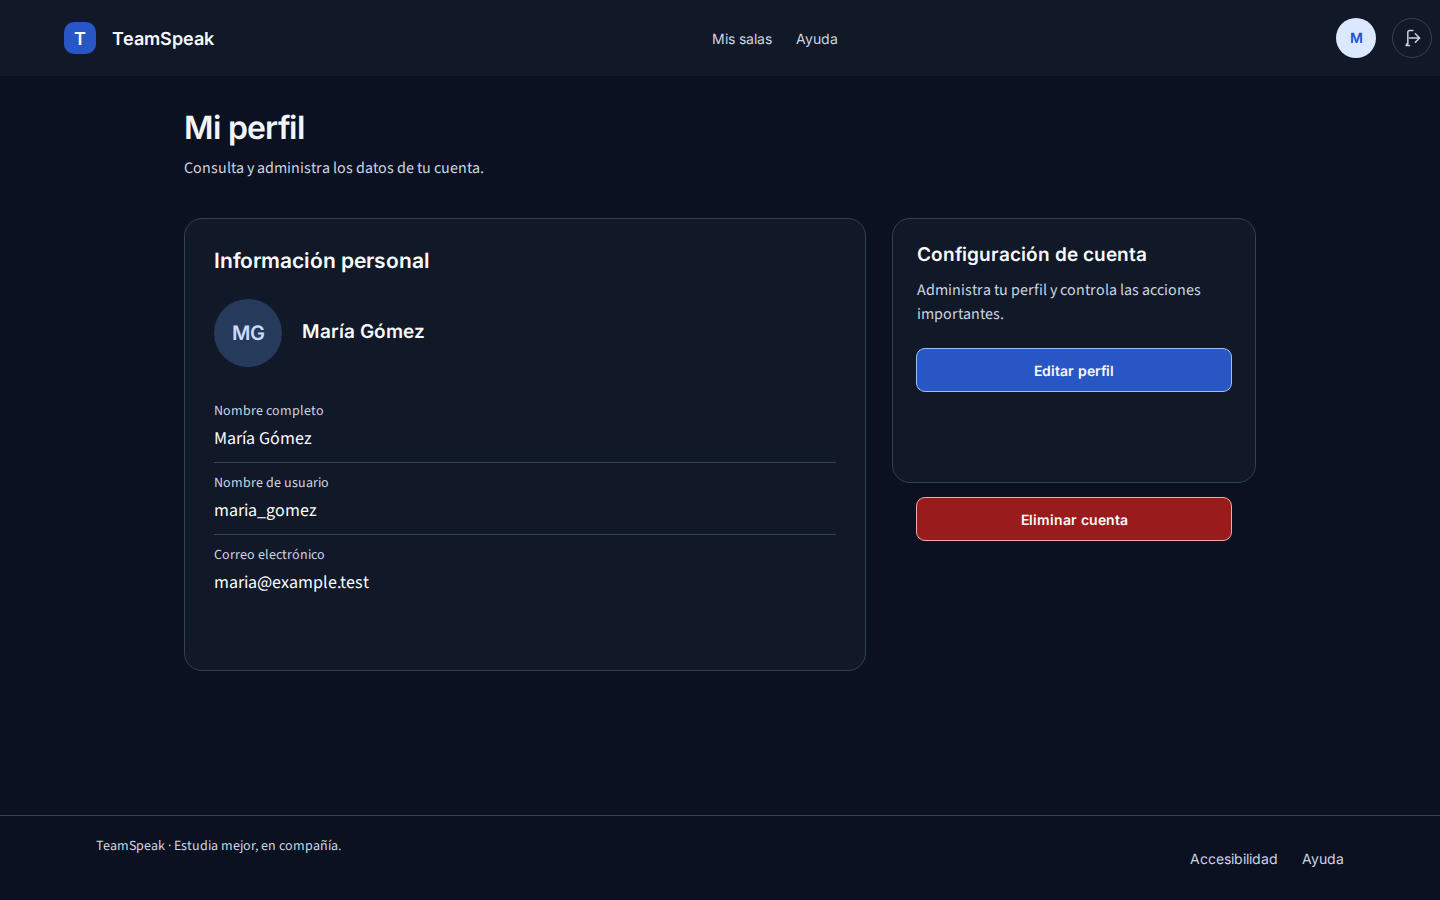 T TeamSpeak
Mis salas Ayuda
M
Mi perfil
Consulta y administra los datos de tu cuenta.
Información personal
MG
María Gómez
Nombre completo
María Gómez
Nombre de usuario
maria_gomez
Correo electrónico
maria@example.test
Configuración de cuenta
Administra tu perfil y controla las acciones
importantes.
Editar perfil
Eliminar cuenta
TeamSpeak · Estudia mejor, en compañía.
Accesibilidad Ayuda